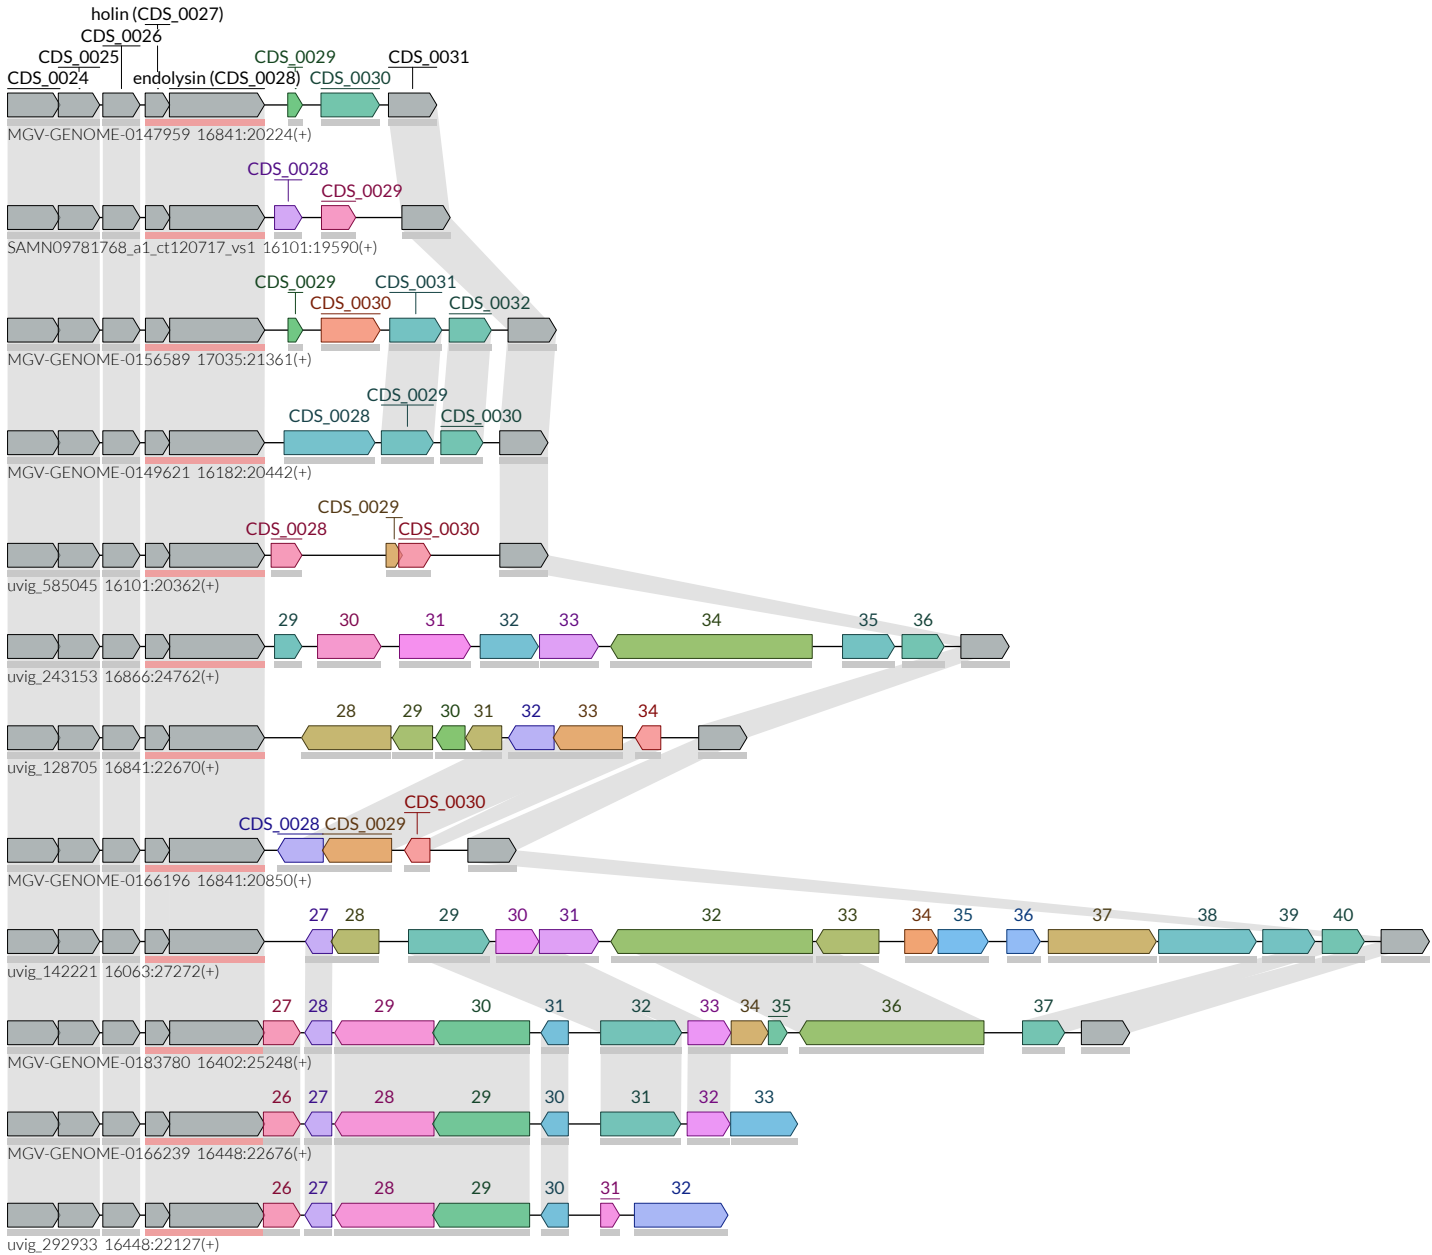 holin (CDS_0027)
CDS_0026
CDS_0025 CDS_0029 CDS_0031
CDS_0024 endolysin (CDS_0028) CDS_0030
MGV-GENOME-0147959 16841:20224(+)
CDS_0028
CDS_0029
SAMN09781768_a1_ct120717_vs1 16101:19590(+)
CDS_0029 CDS_0031
CDS_0030 CDS_0032
MGV-GENOME-0156589 17035:21361(+)
CDS_0029
CDS_0028 CDS_0030
MGV-GENOME-0149621 16182:20442(+)
CDS_0029
CDS_0028 CDS_0030
uvig_585045 16101:20362(+)
29 30 31 32 33 34 35 36
uvig_243153 16866:24762(+)
28 29 30 31 32 33 34
uvig_128705 16841:22670(+)
CDS_0030
CDS_0028 CDS_0029
MGV-GENOME-0166196 16841:20850(+)
27 28 29 30 31 32 33 34 35 36 37 38 39 40
uvig_142221 16063:27272(+)
27 28 29 30 31 32 33 34 35 36 37
MGV-GENOME-0183780 16402:25248(+)
26 27 28 29 30 31 32 33
MGV-GENOME-0166239 16448:22676(+)
26 27 28 29 30 31 32
uvig_292933 16448:22127(+)